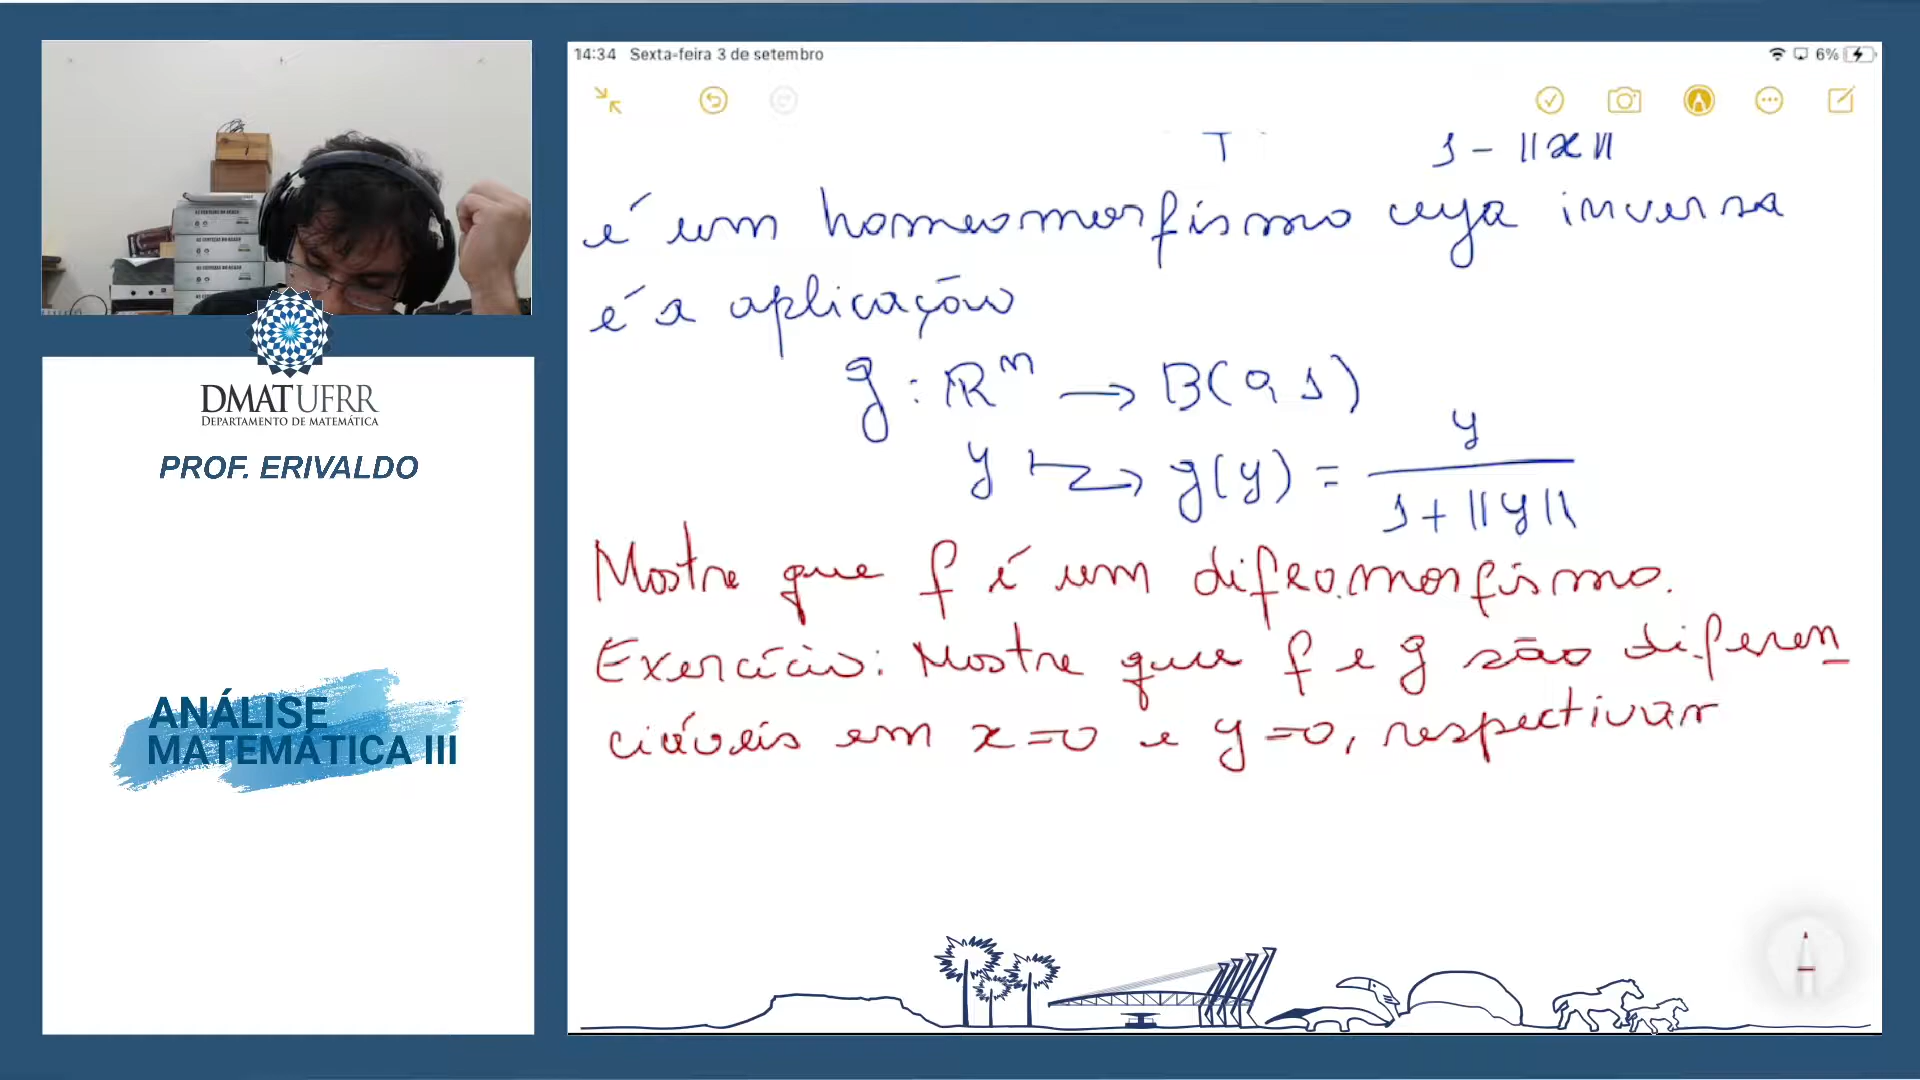 14:34 Sexta-feira 3 de setembro
6%
1 - ||x||
é um homeomorfismo cuja inversa
é a aplicação
g : ℝⁿ → B(0, 1)
y ↦ g(y) = y / (1 + ||y||)
Mostre que f é um difeomorfismo.
Exercício: Mostre que f e g são diferen
ciáveis em x=0 e y=0, respectivam
DMATUFRR
DEPARTAMENTO DE MATEMÁTICA
PROF. ERIVALDO
ANÁLISE
MATEMÁTICA III